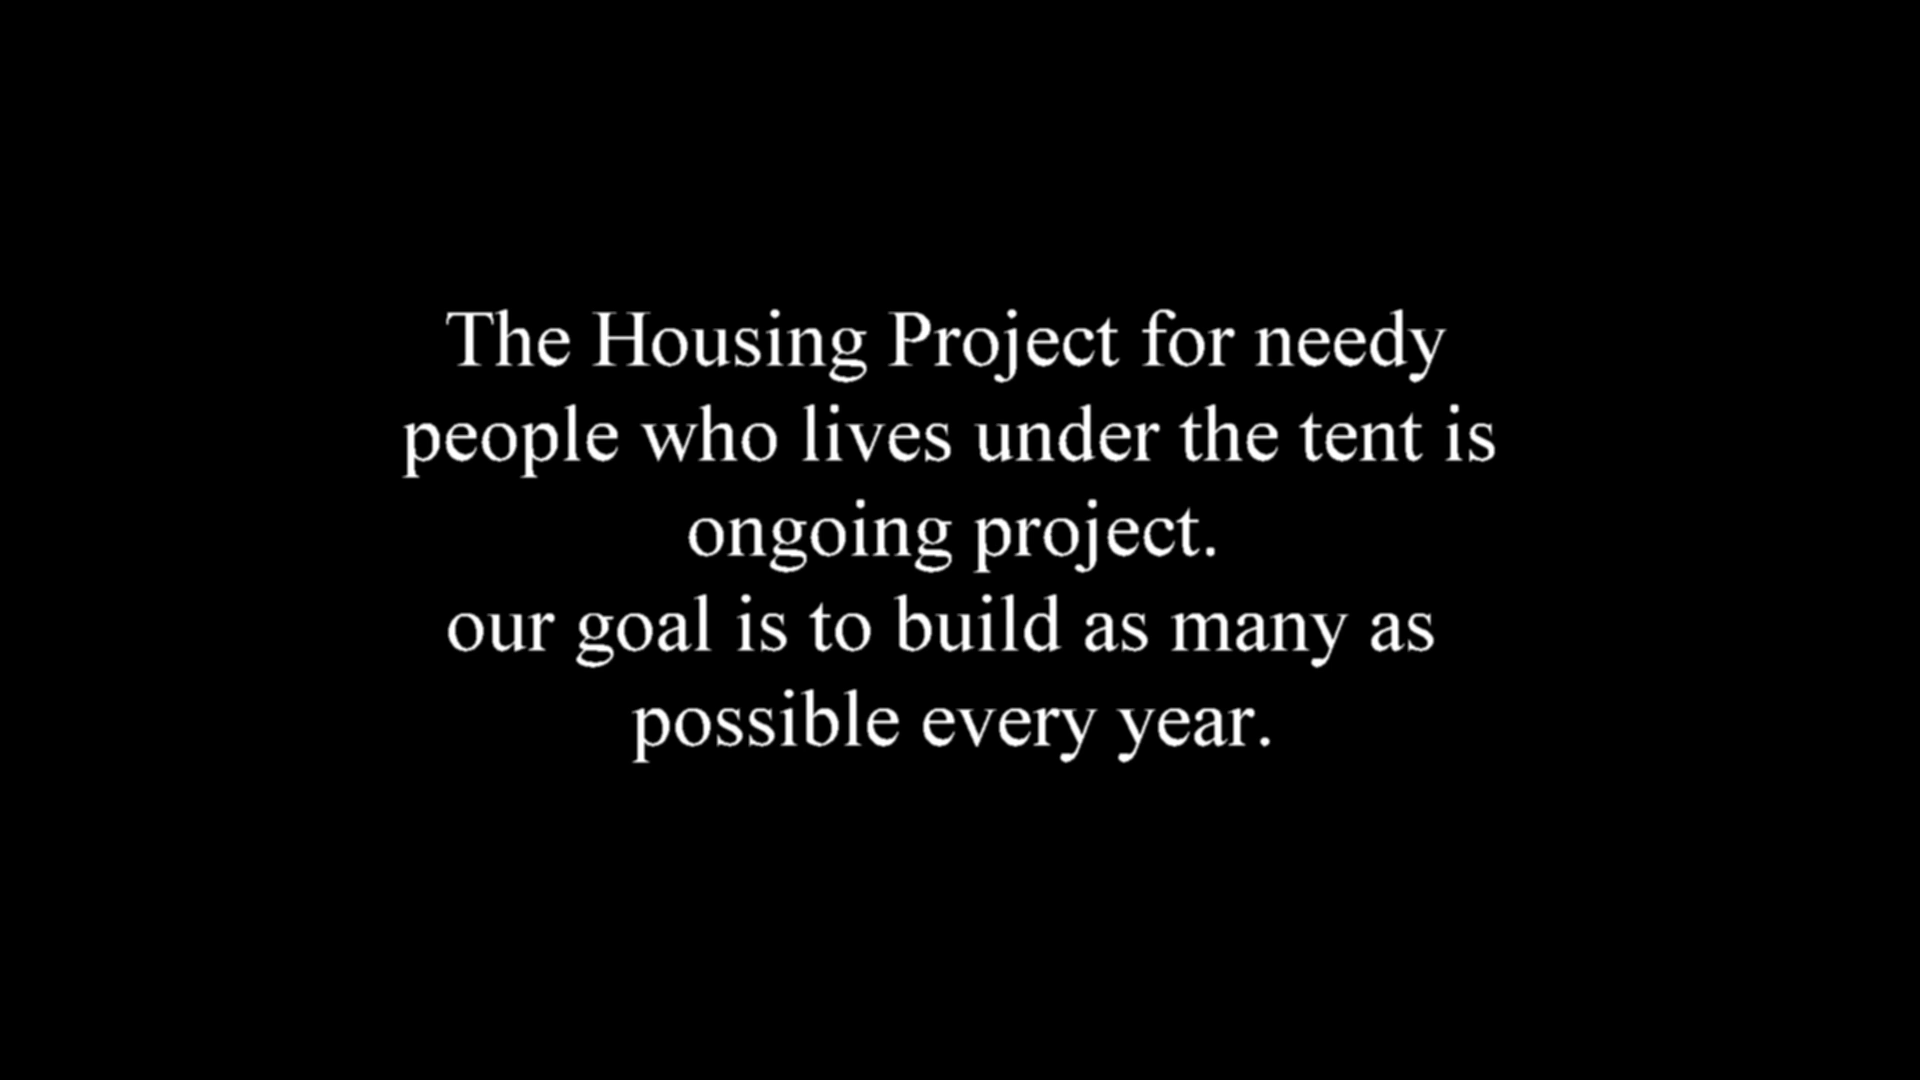 The Housing Project for needy
people who lives under the tent is
ongoing project.
our goal is to build as many as
possible every year.